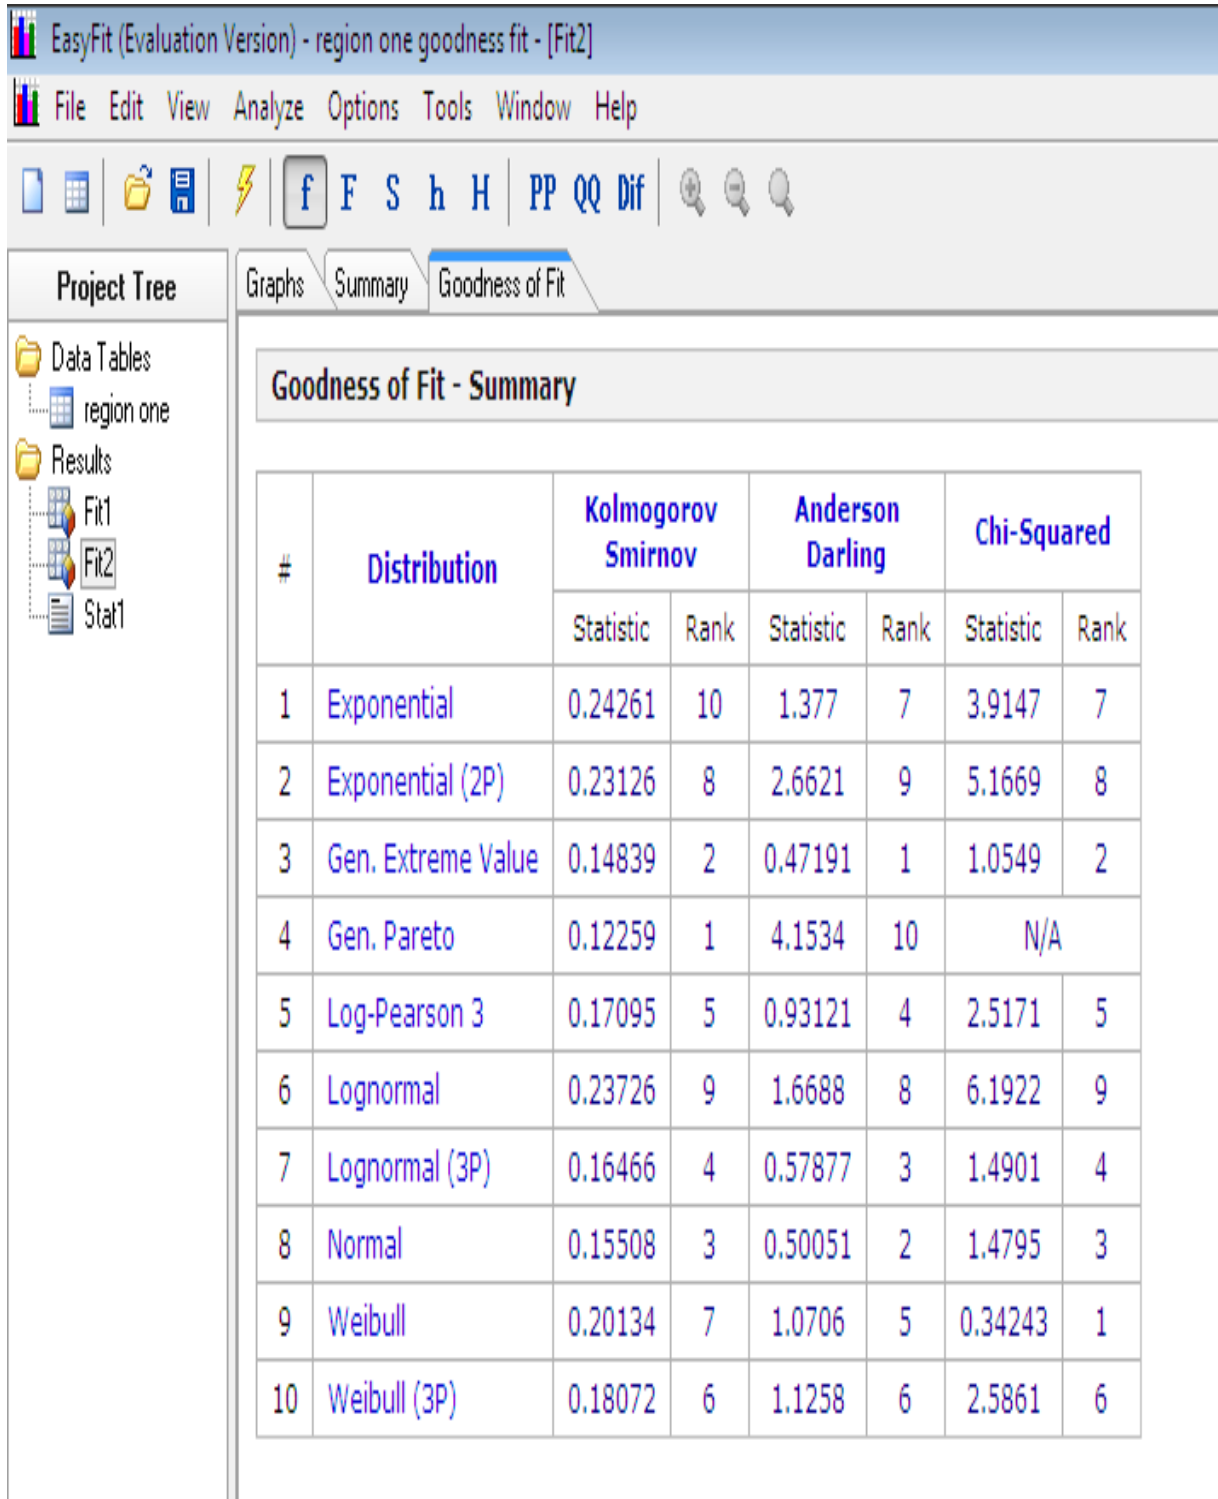 EasyFit (Evaluation Version) - region one goodness fit - [Fit2]
File Edit View Analyze Options Tools Window Help
f F S h H PP QQ Dif
Project Tree
Data Tables
region one
Results
Fit1
Fit2
Stat1
Graphs Summary Goodness of Fit
Goodness of Fit - Summary
# Distribution Kolmogorov Smirnov Anderson Darling Chi-Squared
Statistic Rank Statistic Rank Statistic Rank
1 Exponential 0.24261 10 1.377 7 3.9147 7
2 Exponential (2P) 0.23126 8 2.6621 9 5.1669 8
3 Gen. Extreme Value 0.14839 2 0.47191 1 1.0549 2
4 Gen. Pareto 0.12259 1 4.1534 10 N/A
5 Log-Pearson 3 0.17095 5 0.93121 4 2.5171 5
6 Lognormal 0.23726 9 1.6688 8 6.1922 9
7 Lognormal (3P) 0.16466 4 0.57877 3 1.4901 4
8 Normal 0.15508 3 0.50051 2 1.4795 3
9 Weibull 0.20134 7 1.0706 5 0.34243 1
10 Weibull (3P) 0.18072 6 1.1258 6 2.5861 6